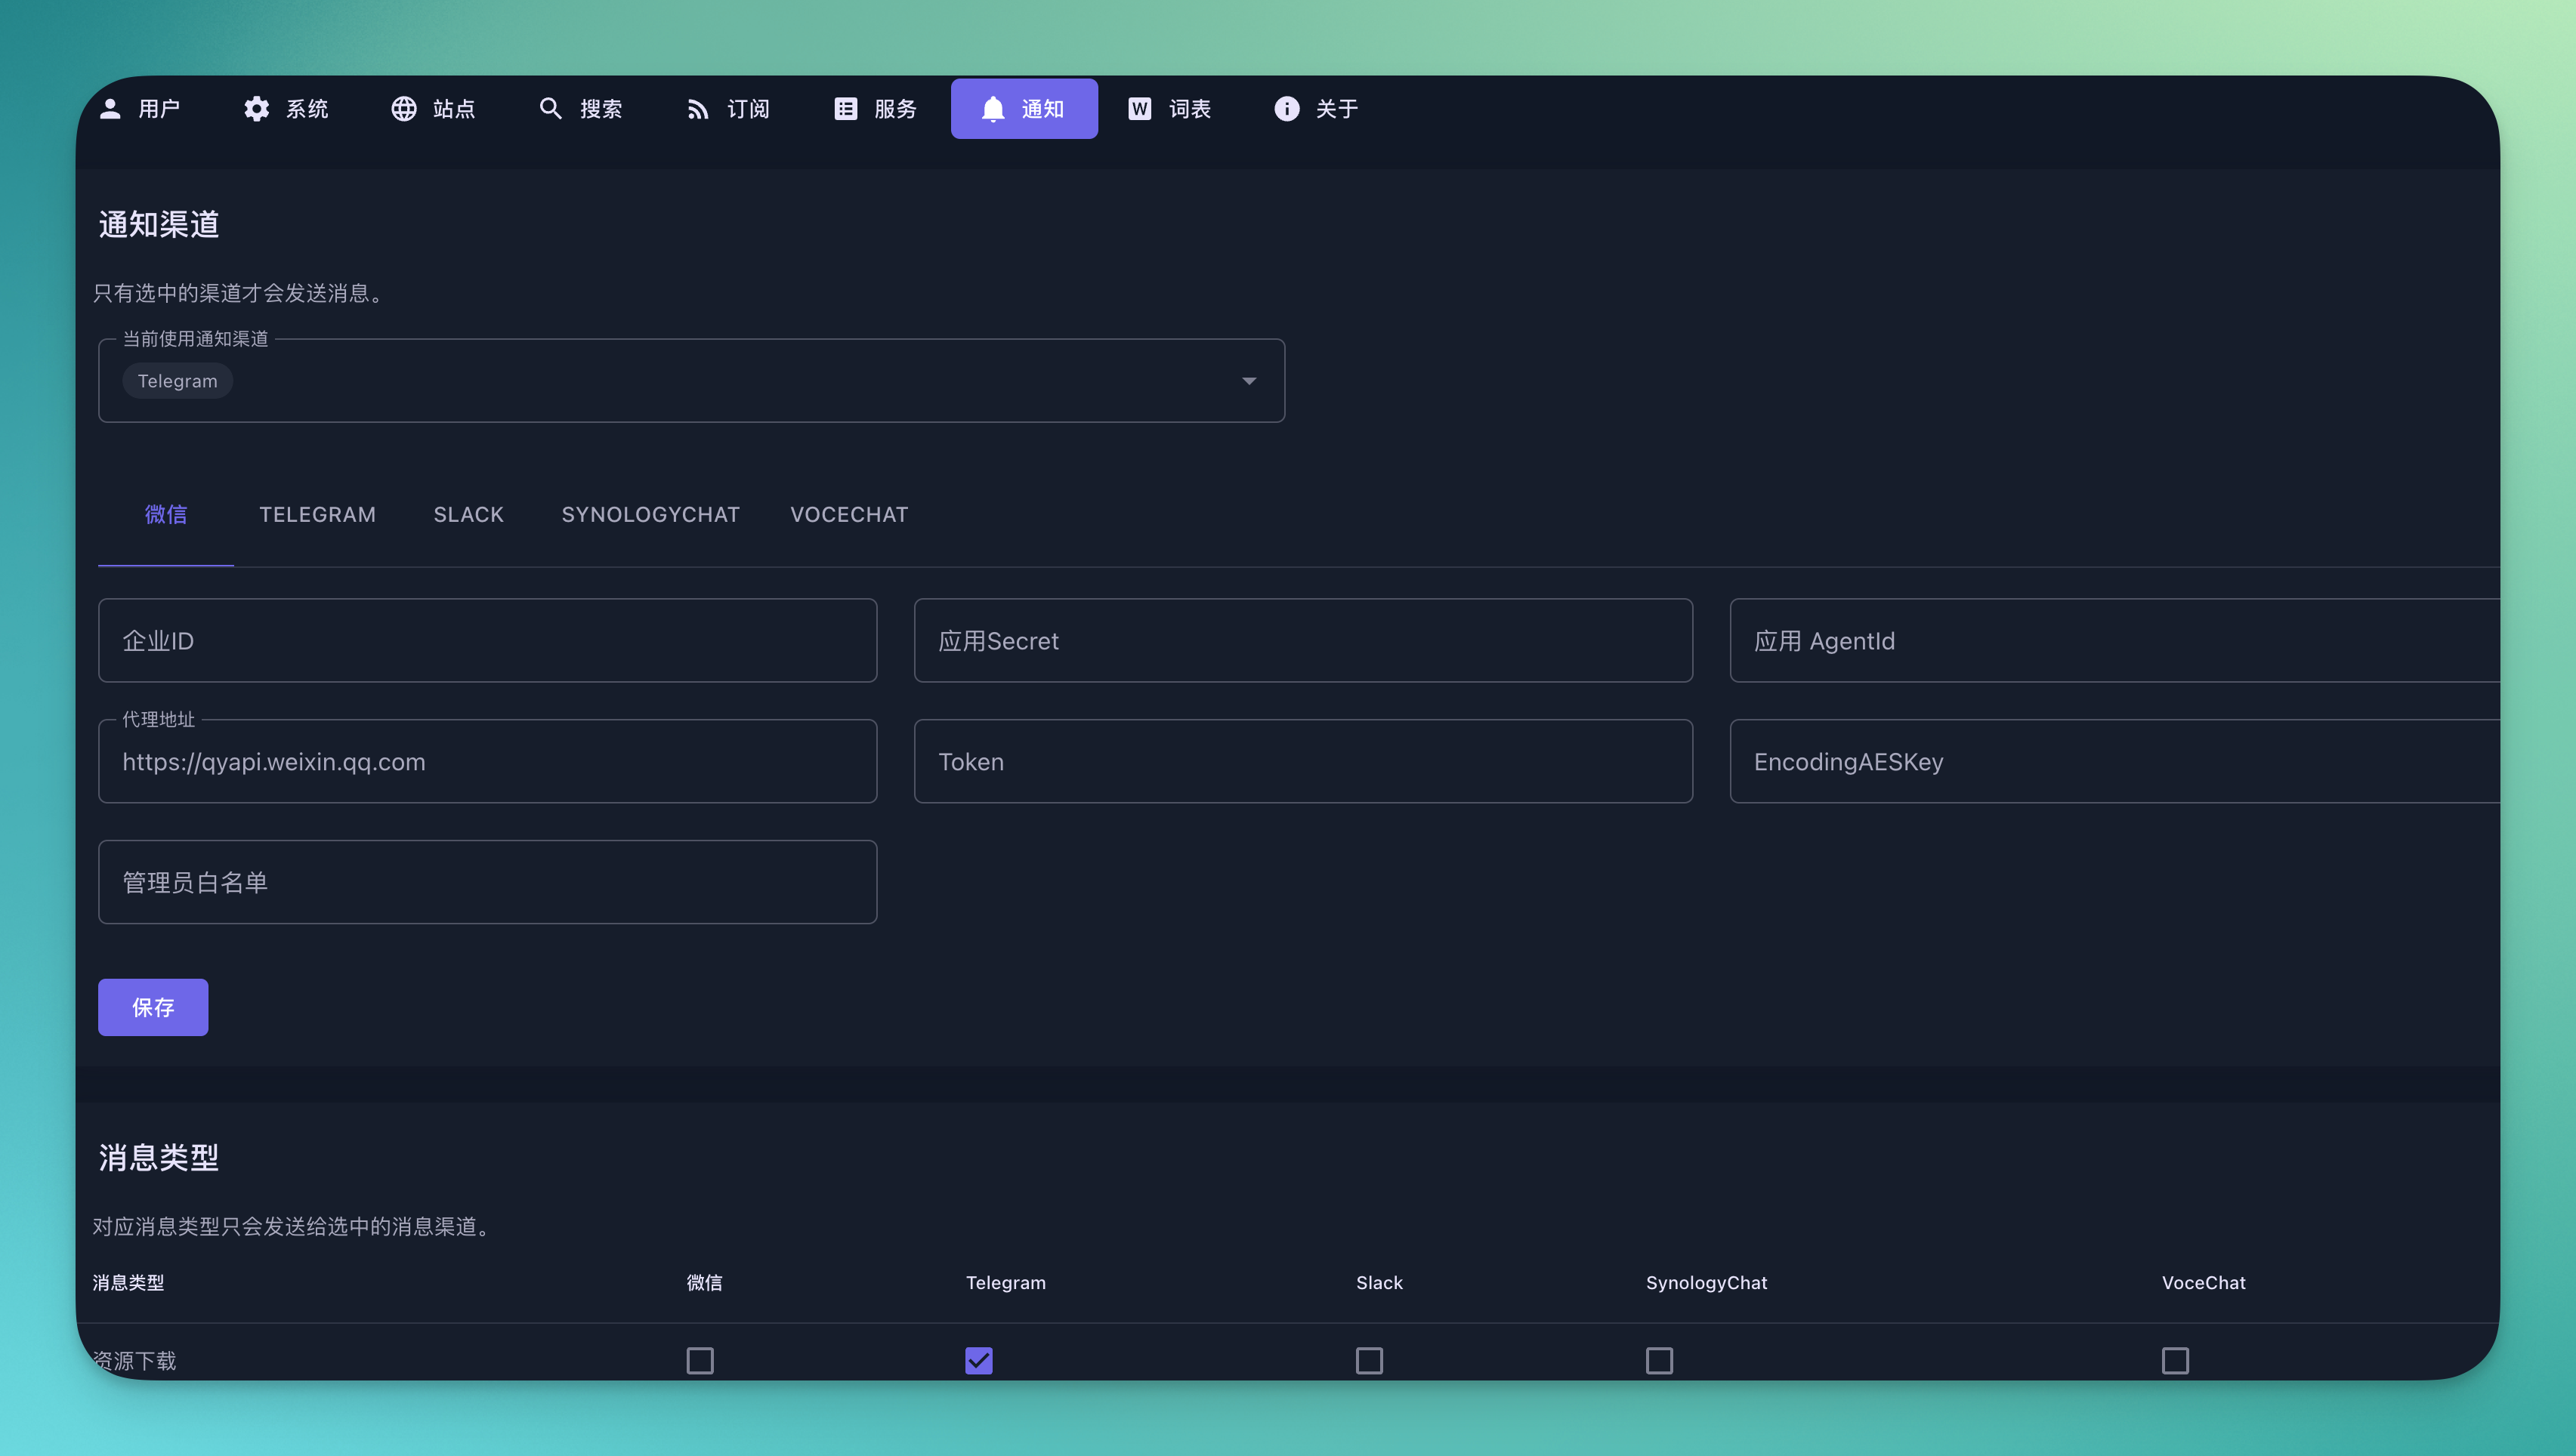 用户 系统 站点 搜索 订阅 服务 通知 词表 关于
通知渠道
只有选中的渠道才会发送消息。
当前使用通知渠道
Telegram
微信 TELEGRAM SLACK SYNOLOGYCHAT VOCECHAT
企业ID 应用Secret 应用 AgentId
代理地址
https://qyapi.weixin.qq.com Token EncodingAESKey
管理员白名单
保存
消息类型
对应消息类型只会发送给选中的消息渠道。
消息类型 微信 Telegram Slack SynologyChat VoceChat
资源下载